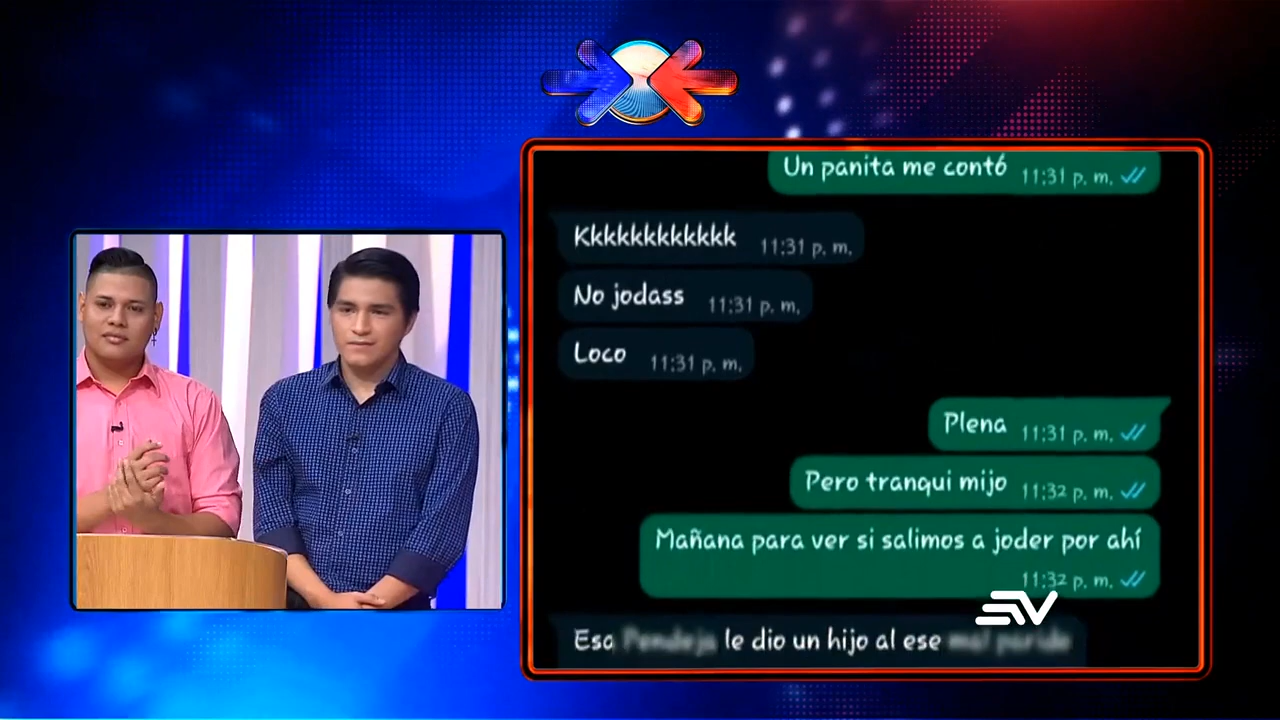 Un panita me contó 11:31 p. m.
Kkkkkkkkkkkk 11:31 p. m.
No jodass 11:31 p. m.
Loco 11:31 p. m.
Plena 11:31 p. m.
Pero tranqui mijo 11:32 p. m.
Mañana para ver si salimos a joder por ahí
11:32 p. m.
Esa Pendeja le dio un hijo al ese